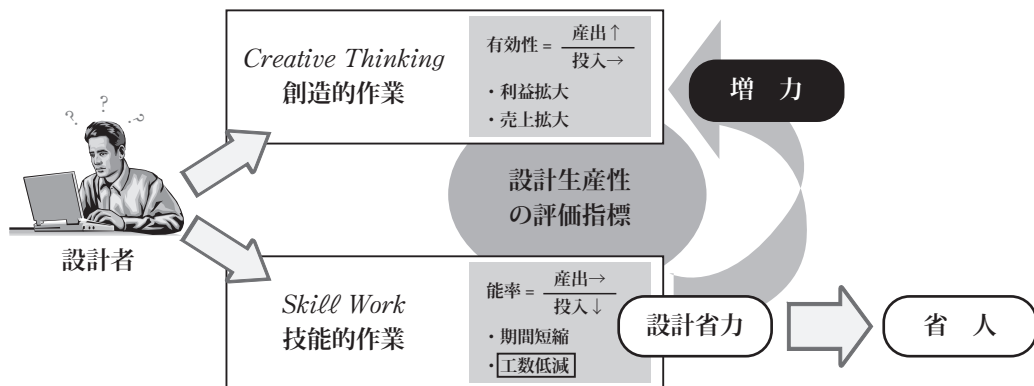 Creative Thinking
創造的作業
有効性 = 産出↑
投入→
・利益拡大
・売上拡大
増 力
? ? ?
設計者
設計生産性
の評価指標
Skill Work
技能的作業
能率 = 産出→
投入↓
・期間短縮
・工数低減
設計省力
省 人